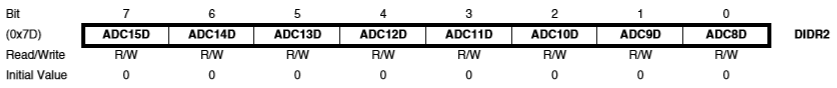 Bit 7 6 5 4 3 2 1 0
(0x7D) ADC15D ADC14D ADC13D ADC12D ADC11D ADC10D ADC9D ADC8D DIDR2
Read/Write R/W R/W R/W R/W R/W R/W R/W R/W
Initial Value 0 0 0 0 0 0 0 0